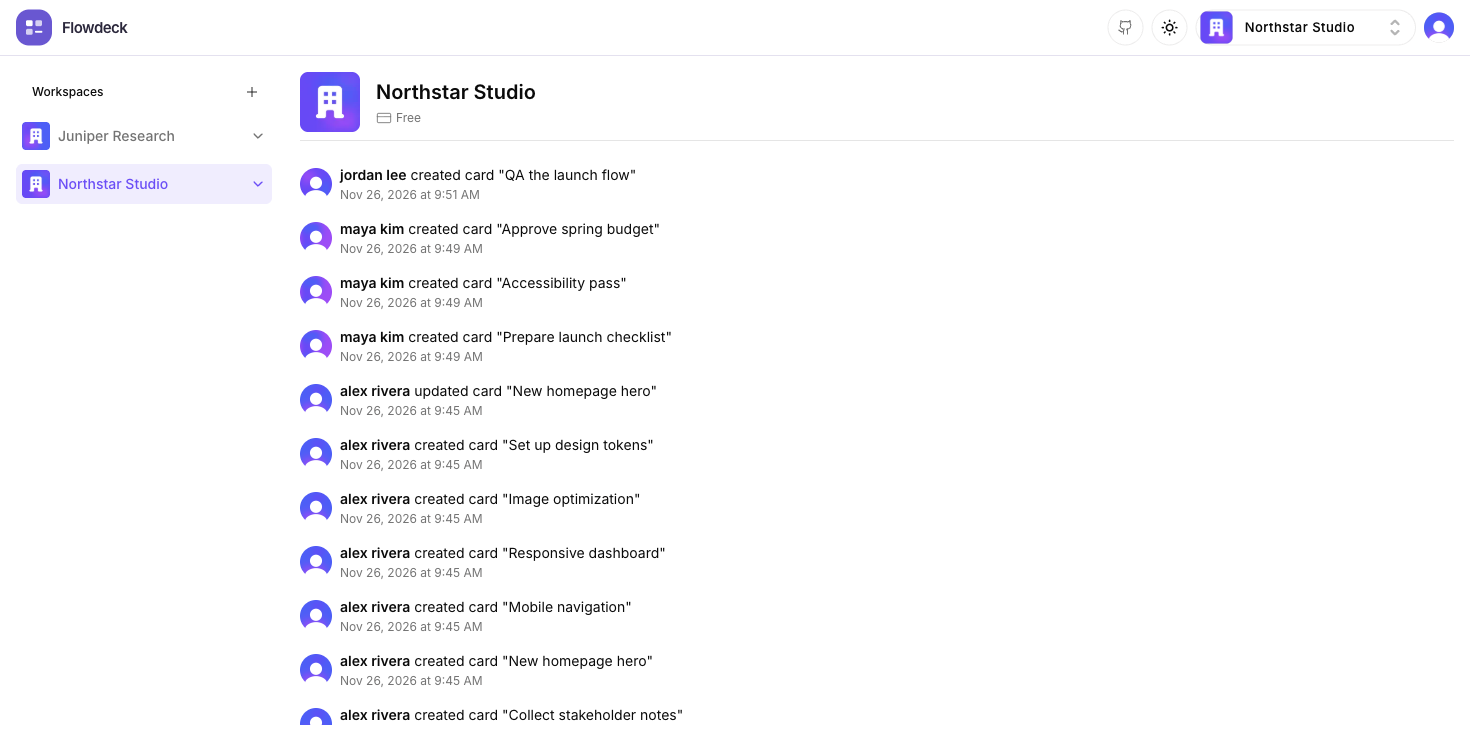 Flowdeck
Northstar Studio
Workspaces
Juniper Research
Northstar Studio
Northstar Studio
Free
jordan lee created card "QA the launch flow"
Nov 26, 2026 at 9:51 AM
maya kim created card "Approve spring budget"
Nov 26, 2026 at 9:49 AM
maya kim created card "Accessibility pass"
Nov 26, 2026 at 9:49 AM
maya kim created card "Prepare launch checklist"
Nov 26, 2026 at 9:49 AM
alex rivera updated card "New homepage hero"
Nov 26, 2026 at 9:45 AM
alex rivera created card "Set up design tokens"
Nov 26, 2026 at 9:45 AM
alex rivera created card "Image optimization"
Nov 26, 2026 at 9:45 AM
alex rivera created card "Responsive dashboard"
Nov 26, 2026 at 9:45 AM
alex rivera created card "Mobile navigation"
Nov 26, 2026 at 9:45 AM
alex rivera created card "New homepage hero"
Nov 26, 2026 at 9:45 AM
alex rivera created card "Collect stakeholder notes"